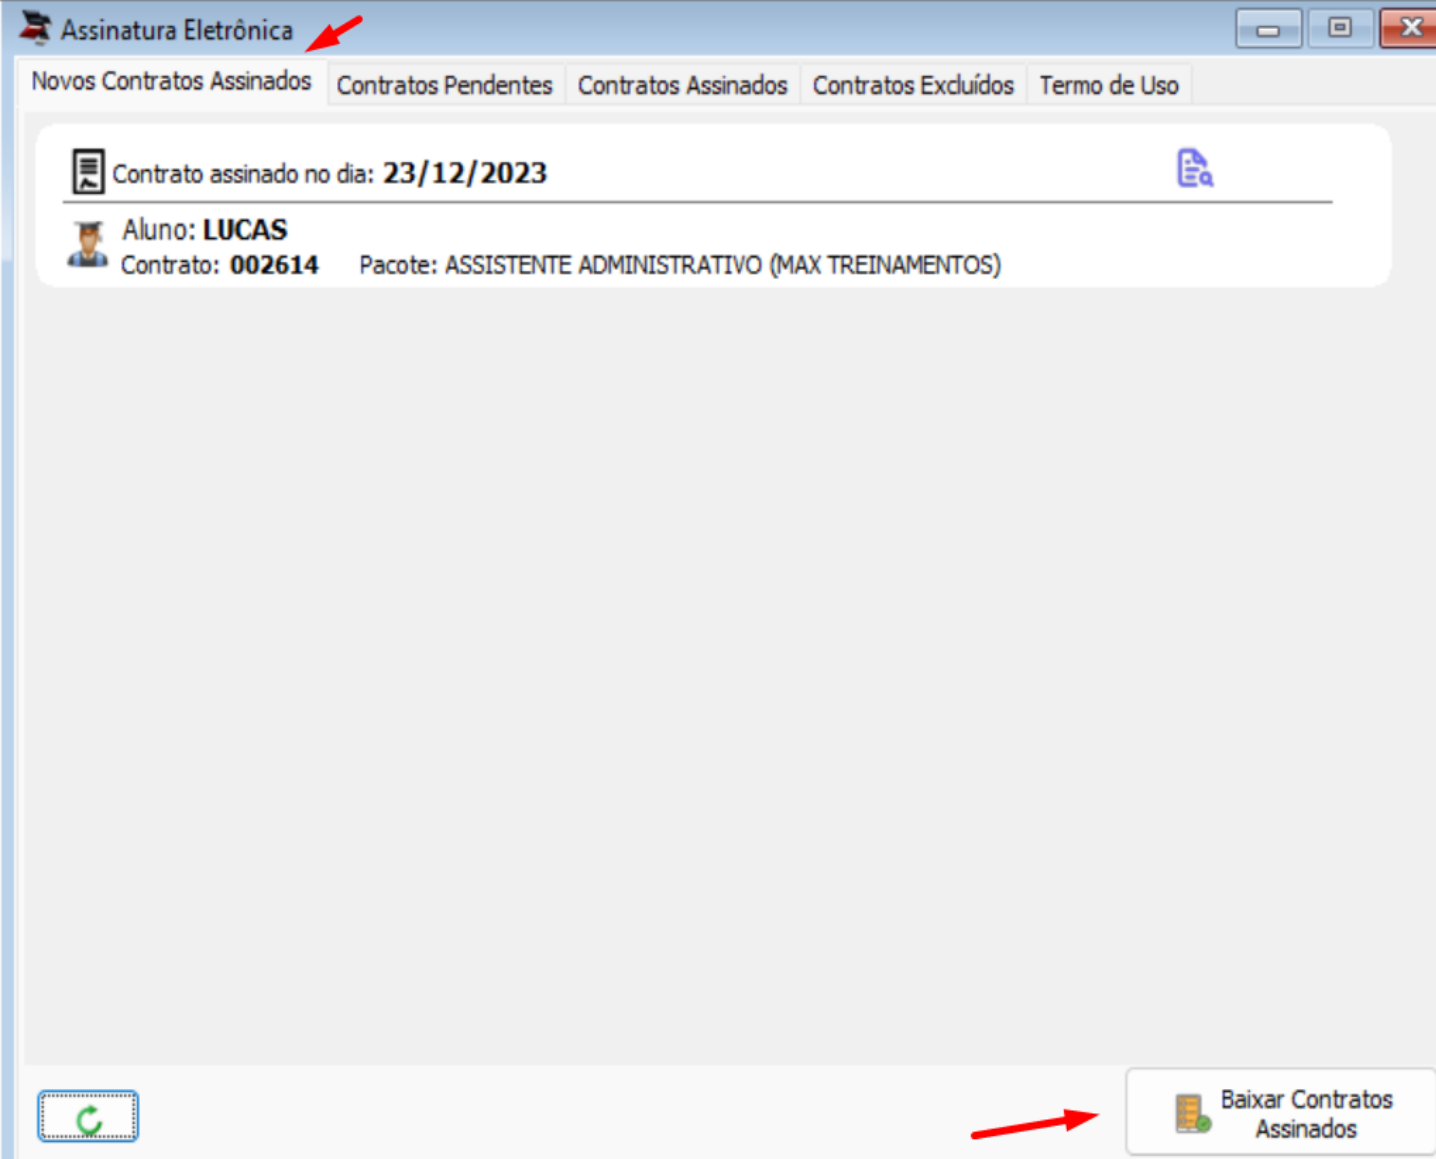 Assinatura Eletrônica
Novos Contratos Assinados
Contratos Pendentes
Contratos Assinados
Contratos Excluídos
Termo de Uso
Contrato assinado no dia: 23/12/2023
Aluno: LUCAS
Contrato: 002614 Pacote: ASSISTENTE ADMINISTRATIVO (MAX TREINAMENTOS)
Baixar Contratos
Assinados